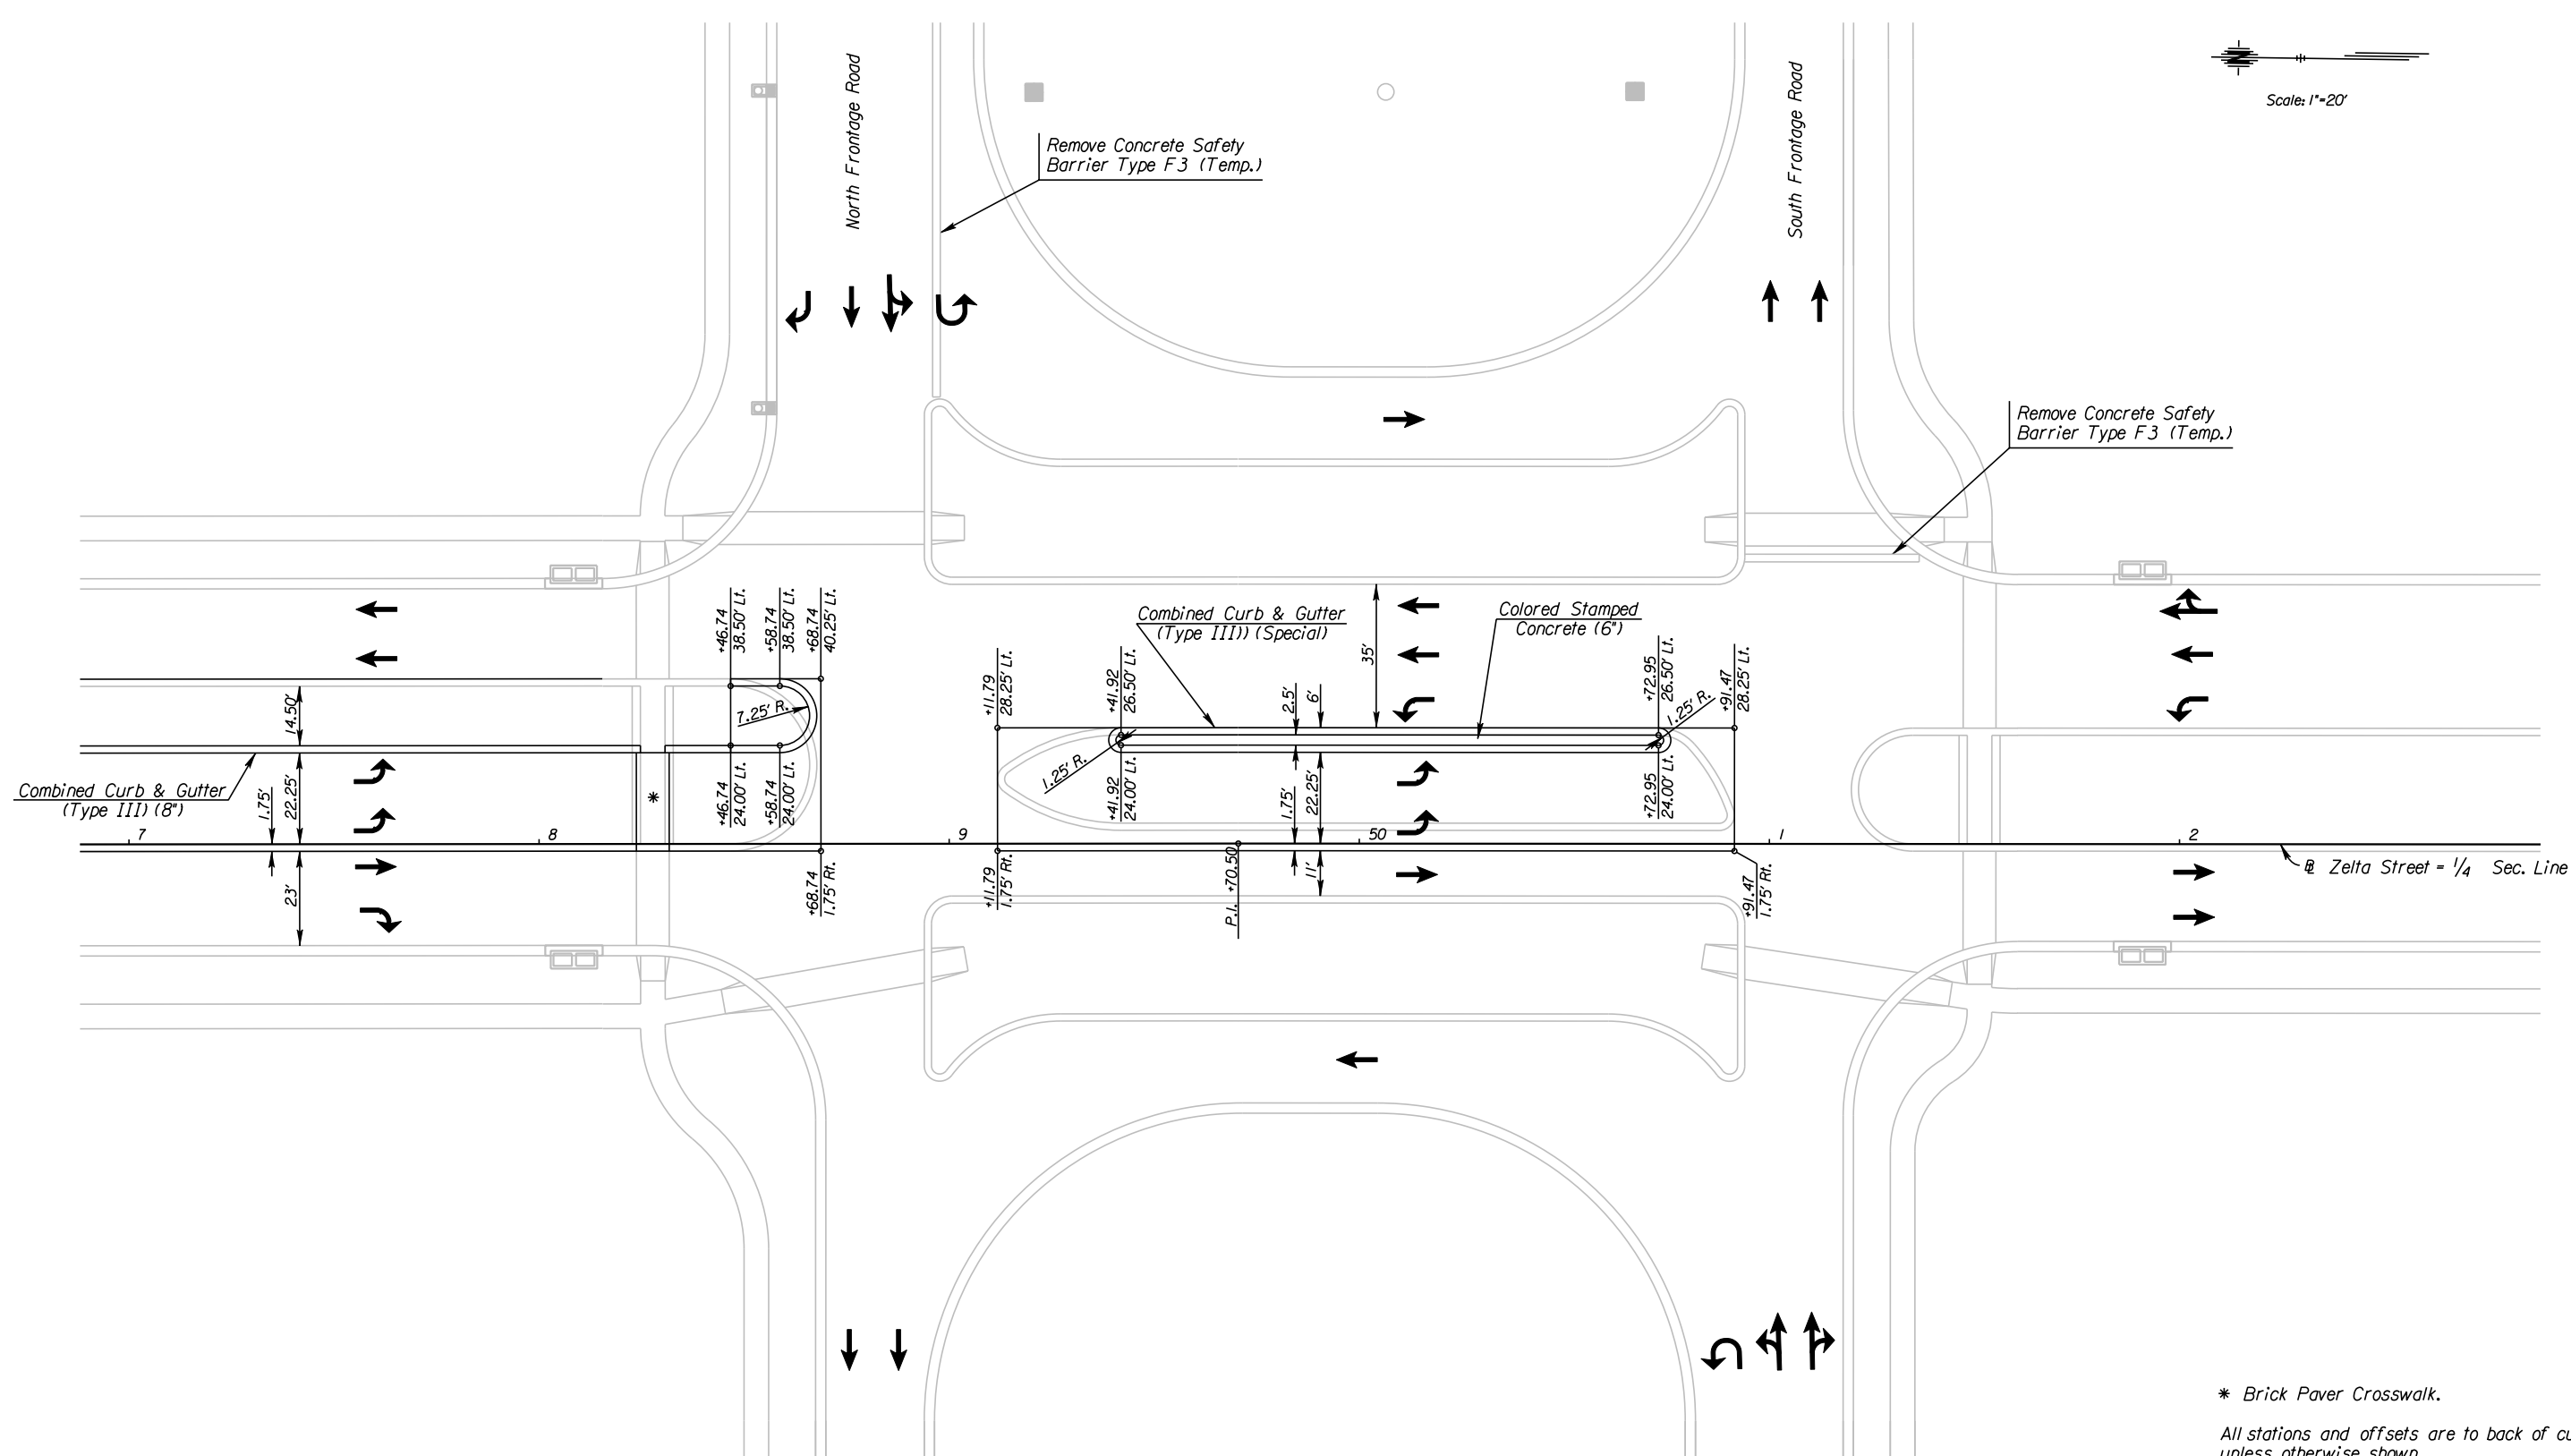 North Frontage Road
South Frontage Road
N
Scale: 1"=20'
Remove Concrete Safety
Barrier Type F3 (Temp.)
Remove Concrete Safety
Barrier Type F3 (Temp.)
+46.74
38.50' Lt.
+58.74
38.50' Lt.
+68.74
40.25' Lt.
Combined Curb & Gutter
(Type III)) (Special)
Colored Stamped
Concrete (6")
35'
+11.79
28.25' Lt.
+41.92
26.50' Lt.
2.5'
6'
+72.95
26.50' Lt.
1.25' R.
+91.47
28.25' Lt.
14.50'
7.25' R.
1.25' R.
Combined Curb & Gutter
(Type III) (8")
1.75'
22.25'
*
+46.74
24.00' Lt.
+58.74
24.00' Lt.
+41.92
24.00' Lt.
1.75'
22.25'
+72.95
24.00' Lt.
7
8
9
50
1
2
23'
+68.74
1.75' Rt.
+11.79
1.75' Rt.
P.I. +70.50
11'
+91.47
1.75' Rt.
℄ Zelta Street = 1/4 Sec. Line
* Brick Paver Crosswalk.
All stations and offsets are to back of cu
unless otherwise shown